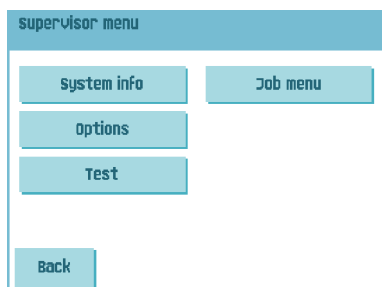 Supervisor menu
System info
Job menu
Options
Test
Back